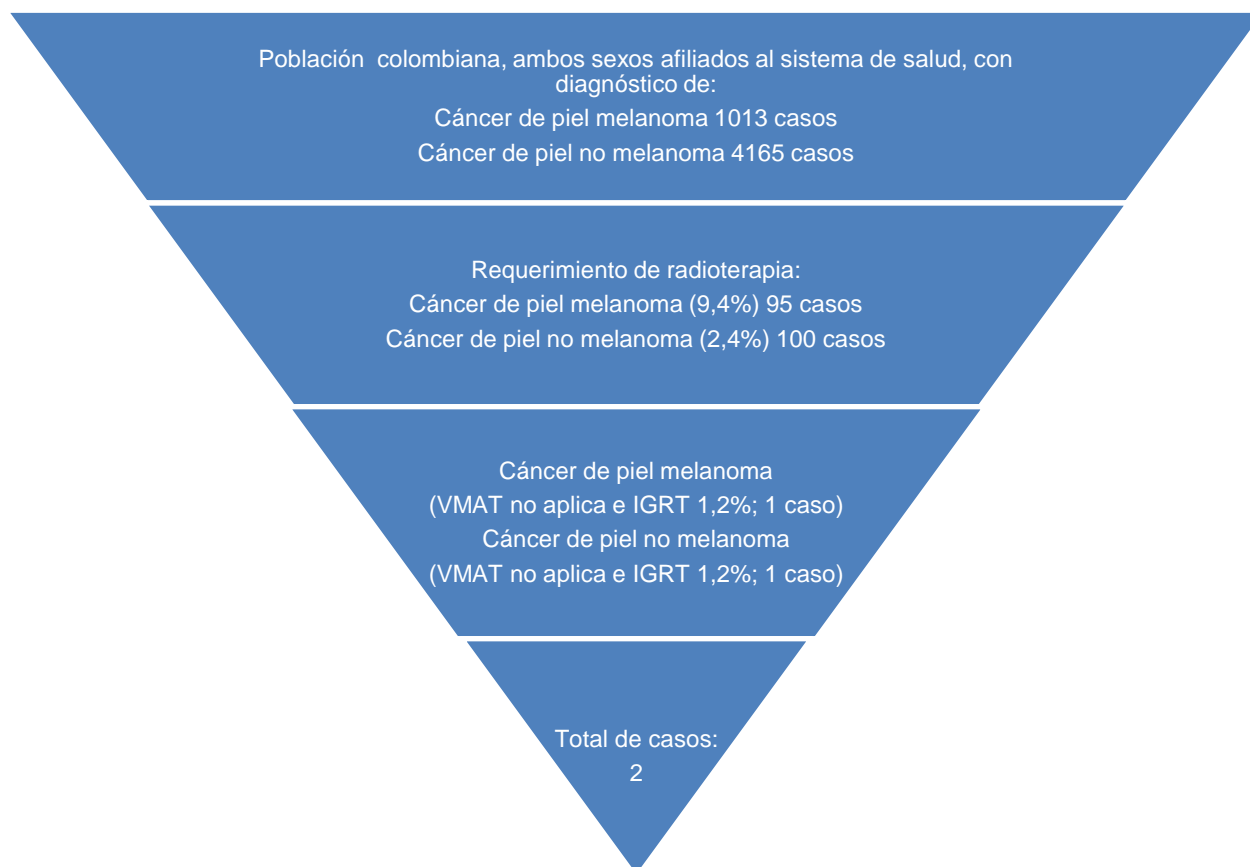 Población colombiana, ambos sexos afiliados al sistema de salud, con
diagnóstico de:
Cáncer de piel melanoma 1013 casos
Cáncer de piel no melanoma 4165 casos
Requerimiento de radioterapia:
Cáncer de piel melanoma (9,4%) 95 casos
Cáncer de piel no melanoma (2,4%) 100 casos
Cáncer de piel melanoma
(VMAT no aplica e IGRT 1,2%; 1 caso)
Cáncer de piel no melanoma
(VMAT no aplica e IGRT 1,2%; 1 caso)
Total de casos:
2